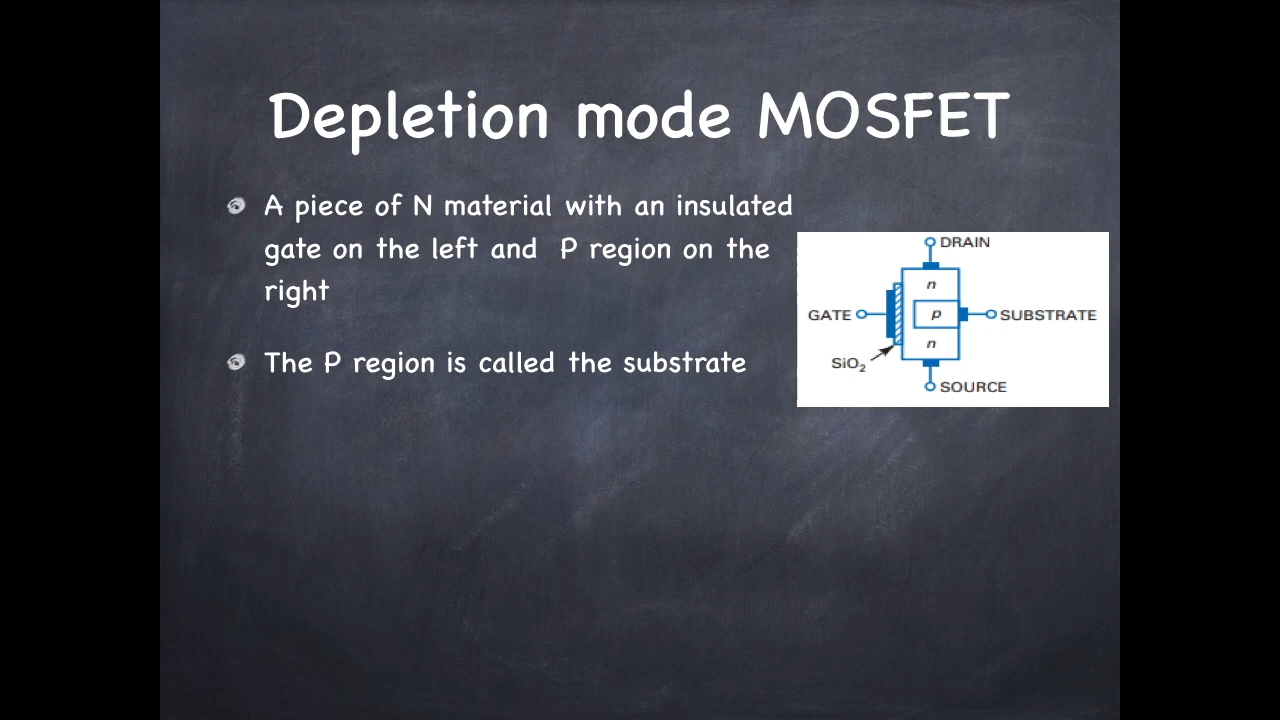 Depletion mode MOSFET
A piece of N material with an insulated
gate on the left and P region on the
right
The P region is called the substrate
DRAIN
n
GATE
p
SUBSTRATE
n
SiO₂
SOURCE